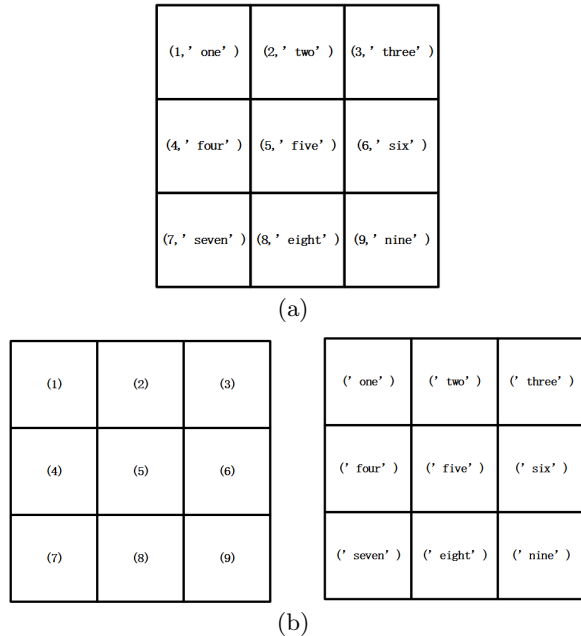 (1,’ one’ ) (2,’ two’ ) (3,’ three’ )
(4,’ four’ ) (5,’ five’ ) (6,’ six’ )
(7,’ seven’ ) (8,’ eight’ ) (9,’ nine’ )
(a)
(1) (2) (3) (’ one’ ) (’ two’ ) (’ three’ )
(4) (5) (6) (’ four’ ) (’ five’ ) (’ six’ )
(7) (8) (9) (’ seven’ ) (’ eight’ ) (’ nine’ )
(b)